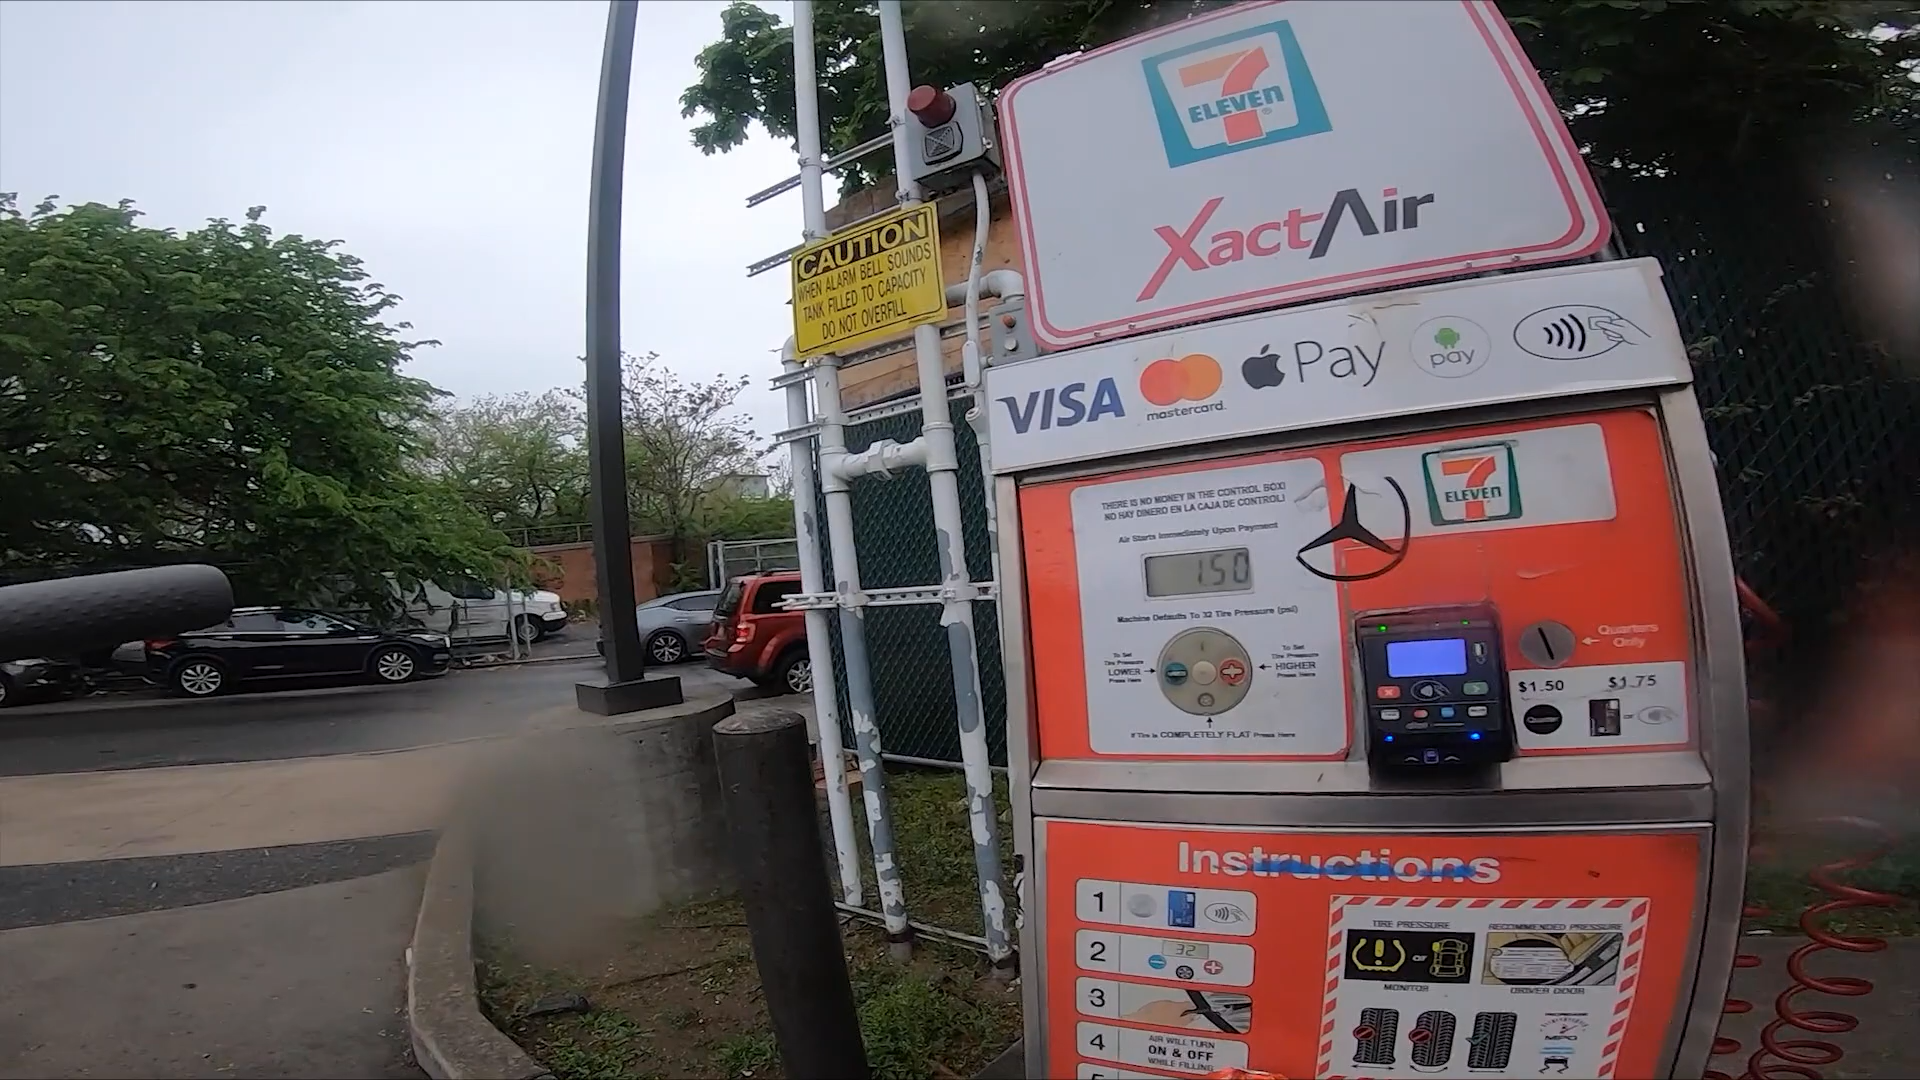 7
ELEVEN
XactAir
CAUTION
WHEN ALARM BELL SOUNDS
TANK FILLED TO CAPACITY
DO NOT OVERFILL
VISA
mastercard
Pay
pay
THERE IS NO MONEY IN THE CONTROL BOX!
NO HAY DINERO EN LA CAJA DE CONTROL!
Air Starts Immediately Upon Payment
1.50
Machine Defaults To 32 Tire Pressure (psi)
To Set
Tire Pressure
LOWER
Press Here
To Set
Tire Pressure
HIGHER
Press Here
If Tire is COMPLETELY FLAT Press Here
7
ELEVEN
Quarters
Only
$1.50 $1.75
Instructions
1
2
32
3
4
AIR WILL TURN
ON & OFF
WHILE FILLING
TIRE PRESSURE
or
MONITOR
RECOMMENDED PRESSURE
DRIVER DOOR
INCREASE
MPG